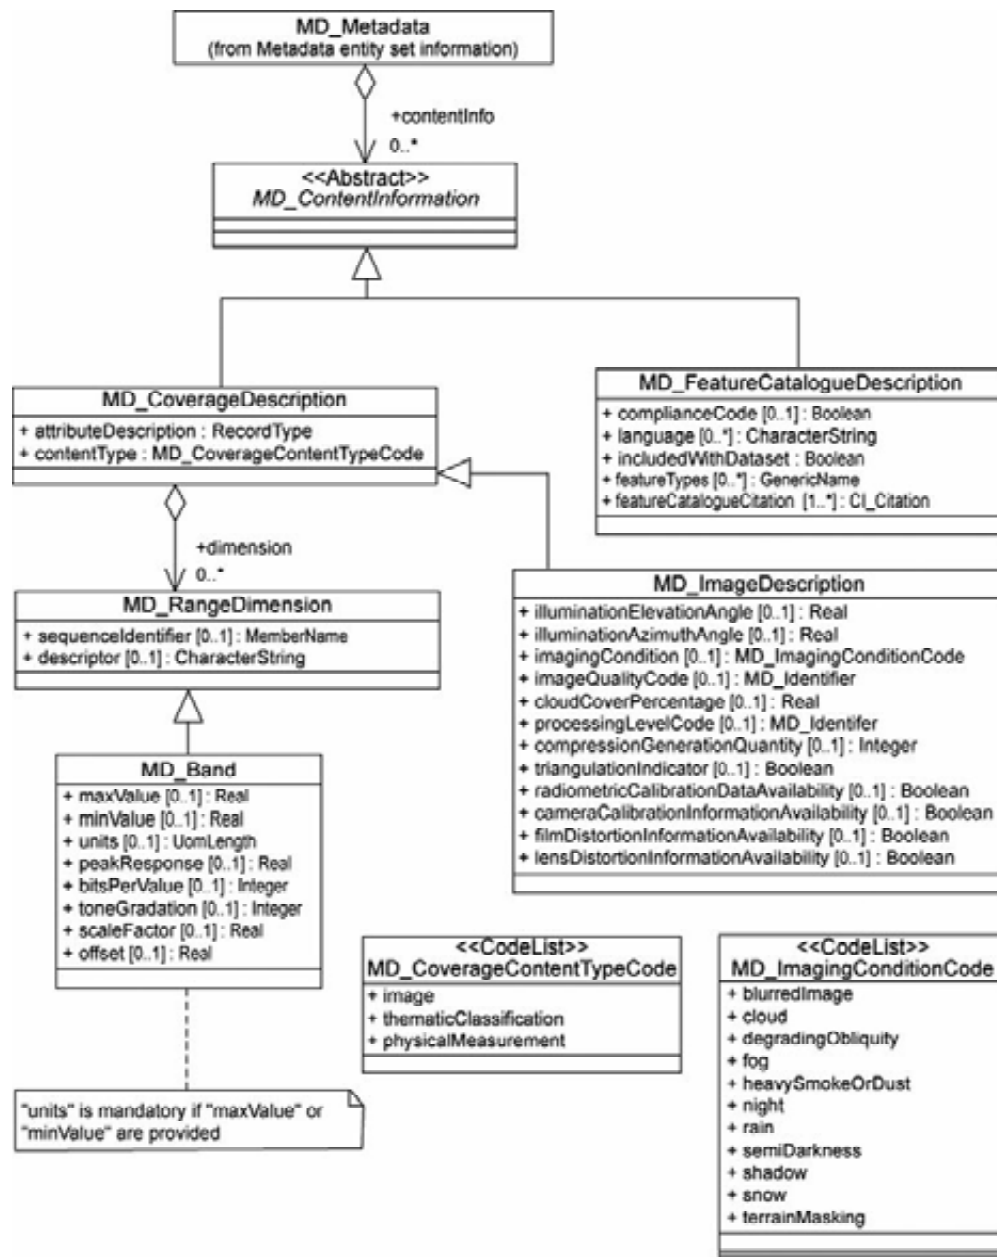 MD_Metadata
(from Metadata entity set information)
+contentInfo
0..*
<<Abstract>>
MD_ContentInformation
MD_CoverageDescription
+ attributeDescription : RecordType
+ contentType : MD_CoverageContentTypeCode
MD_FeatureCatalogueDescription
+ complianceCode [0..1] : Boolean
+ language [0..*] : CharacterString
+ includedWithDataset : Boolean
+ featureTypes [0..*] : GenericName
+ featureCatalogueCitation [1..*] : CI_Citation
+dimension
0..*
MD_RangeDimension
+ sequenceIdentifier [0..1] : MemberName
+ descriptor [0..1] : CharacterString
MD_ImageDescription
+ illuminationElevationAngle [0..1] : Real
+ illuminationAzimuthAngle [0..1] : Real
+ imagingCondition [0..1] : MD_ImagingConditionCode
+ imageQualityCode [0..1] : MD_Identifier
+ cloudCoverPercentage [0..1] : Real
+ processingLevelCode [0..1] : MD_Identifer
+ compressionGenerationQuantity [0..1] : Integer
+ triangulationIndicator [0..1] : Boolean
+ radiometricCalibrationDataAvailability [0..1] : Boolean
+ cameraCalibrationInformationAvailability [0..1] : Boolean
+ filmDistortionInformationAvailability [0..1] : Boolean
+ lensDistortionInformationAvailability [0..1] : Boolean
MD_Band
+ maxValue [0..1] : Real
+ minValue [0..1] : Real
+ units [0..1] : UomLength
+ peakResponse [0..1] : Real
+ bitsPerValue [0..1] : Integer
+ toneGradation [0..1] : Integer
+ scaleFactor [0..1] : Real
+ offset [0..1] : Real
"units" is mandatory if "maxValue" or
"minValue" are provided
<<CodeList>>
MD_CoverageContentTypeCode
+ image
+ thematicClassification
+ physicalMeasurement
<<CodeList>>
MD_ImagingConditionCode
+ blurredImage
+ cloud
+ degradingObliquity
+ fog
+ heavySmokeOrDust
+ night
+ rain
+ semiDarkness
+ shadow
+ snow
+ terrainMasking